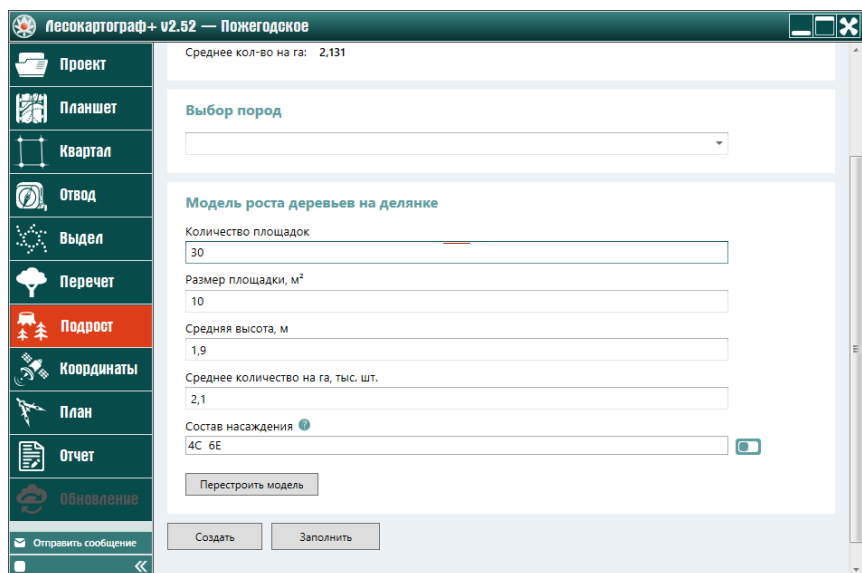 Лесокартограф+ v2.52 — Пожегодское
Проект
Планшет
Квартал
Отвод
Выдел
Перечет
Подрост
Координаты
План
Отчет
Обновление
Отправить сообщение
Среднее кол-во на га: 2,131
Выбор пород
Модель роста деревьев на делянке
Количество площадок
30
Размер площадки, м²
10
Средняя высота, м
1,9
Среднее количество на га, тыс. шт.
2,1
Состав насаждения ?
4С 6Е
Перестроить модель
Создать Заполнить